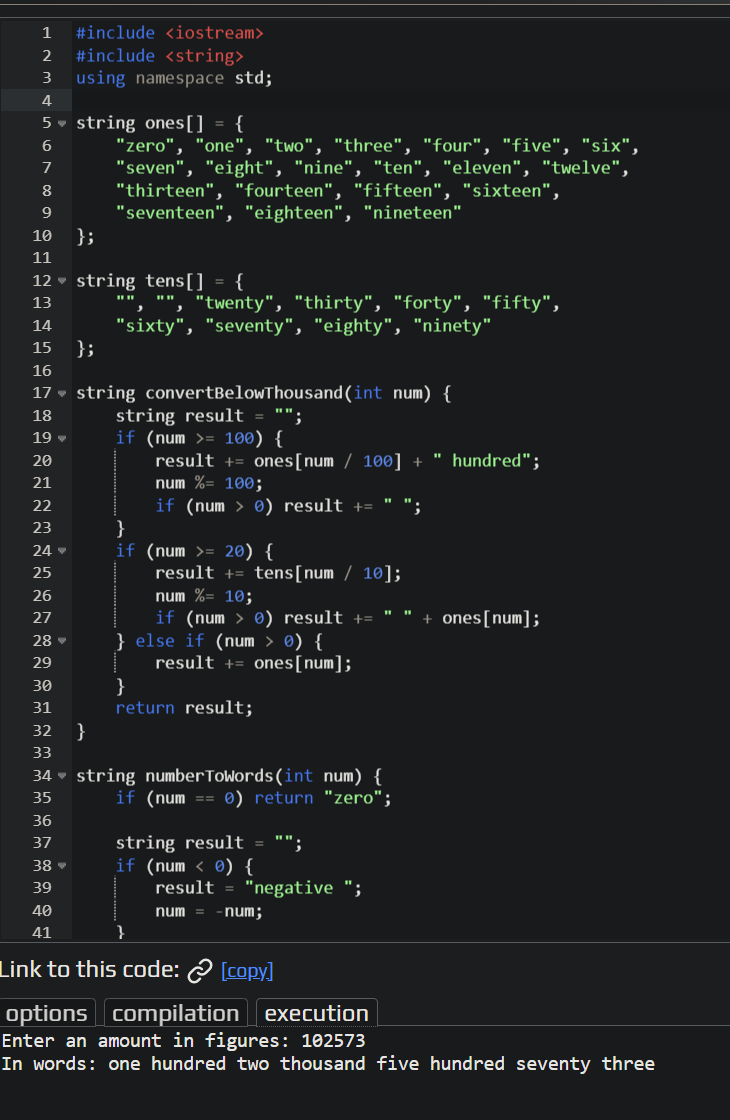 1 #include <iostream>
2 #include <string>
3 using namespace std;
4
5 string ones[] = {
6     "zero", "one", "two", "three", "four", "five", "six",
7     "seven", "eight", "nine", "ten", "eleven", "twelve",
8     "thirteen", "fourteen", "fifteen", "sixteen",
9     "seventeen", "eighteen", "nineteen"
10 };
11
12 string tens[] = {
13     "", "", "twenty", "thirty", "forty", "fifty",
14     "sixty", "seventy", "eighty", "ninety"
15 };
16
17 string convertBelowThousand(int num) {
18     string result = "";
19     if (num >= 100) {
20         result += ones[num / 100] + " hundred";
21         num %= 100;
22         if (num > 0) result += " ";
23     }
24     if (num >= 20) {
25         result += tens[num / 10];
26         num %= 10;
27         if (num > 0) result += " " + ones[num];
28     } else if (num > 0) {
29         result += ones[num];
30     }
31     return result;
32 }
33
34 string numberToWords(int num) {
35     if (num == 0) return "zero";
36
37     string result = "";
38     if (num < 0) {
39         result = "negative ";
40         num = -num;
41     }
Link to this code: [copy]
options compilation execution
Enter an amount in figures: 102573
In words: one hundred two thousand five hundred seventy three